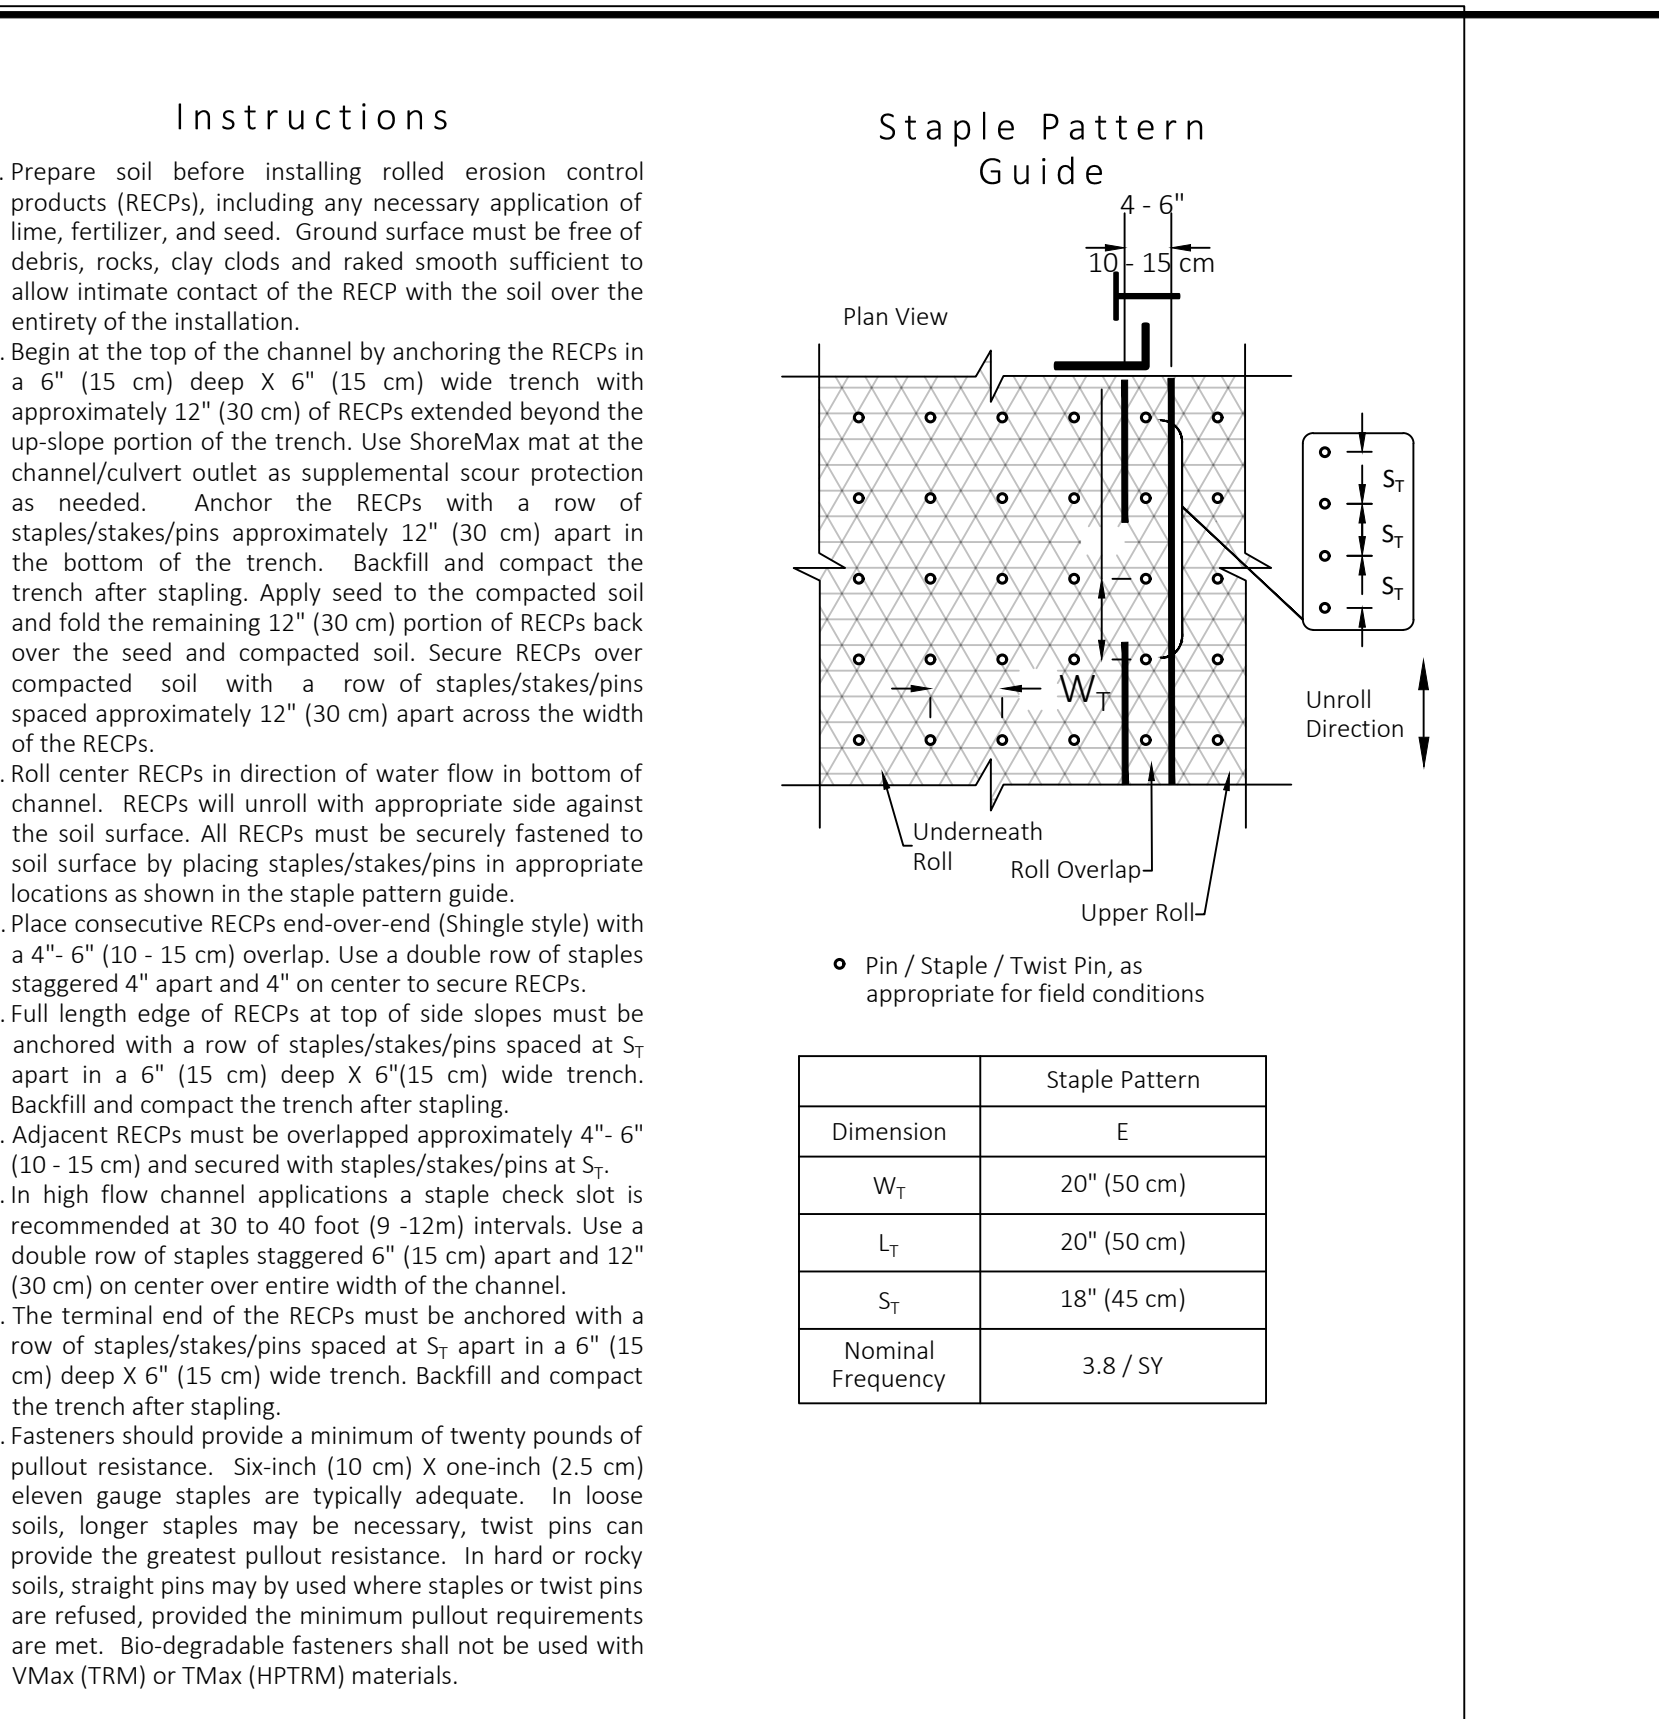 Instructions
. Prepare soil before installing rolled erosion control
products (RECPs), including any necessary application of
lime, fertilizer, and seed. Ground surface must be free of
debris, rocks, clay clods and raked smooth sufficient to
allow intimate contact of the RECP with the soil over the
entirety of the installation.
. Begin at the top of the channel by anchoring the RECPs in
a 6" (15 cm) deep X 6" (15 cm) wide trench with
approximately 12" (30 cm) of RECPs extended beyond the
up-slope portion of the trench. Use ShoreMax mat at the
channel/culvert outlet as supplemental scour protection
as needed. Anchor the RECPs with a row of
staples/stakes/pins approximately 12" (30 cm) apart in
the bottom of the trench. Backfill and compact the
trench after stapling. Apply seed to the compacted soil
and fold the remaining 12" (30 cm) portion of RECPs back
over the seed and compacted soil. Secure RECPs over
compacted soil with a row of staples/stakes/pins
spaced approximately 12" (30 cm) apart across the width
of the RECPs.
. Roll center RECPs in direction of water flow in bottom of
channel. RECPs will unroll with appropriate side against
the soil surface. All RECPs must be securely fastened to
soil surface by placing staples/stakes/pins in appropriate
locations as shown in the staple pattern guide.
. Place consecutive RECPs end-over-end (Shingle style) with
a 4"- 6" (10 - 15 cm) overlap. Use a double row of staples
staggered 4" apart and 4" on center to secure RECPs.
. Full length edge of RECPs at top of side slopes must be
anchored with a row of staples/stakes/pins spaced at ST
apart in a 6" (15 cm) deep X 6"(15 cm) wide trench.
Backfill and compact the trench after stapling.
. Adjacent RECPs must be overlapped approximately 4"- 6"
(10 - 15 cm) and secured with staples/stakes/pins at ST.
. In high flow channel applications a staple check slot is
recommended at 30 to 40 foot (9 -12m) intervals. Use a
double row of staples staggered 6" (15 cm) apart and 12"
(30 cm) on center over entire width of the channel.
. The terminal end of the RECPs must be anchored with a
row of staples/stakes/pins spaced at ST apart in a 6" (15
cm) deep X 6" (15 cm) wide trench. Backfill and compact
the trench after stapling.
. Fasteners should provide a minimum of twenty pounds of
pullout resistance. Six-inch (10 cm) X one-inch (2.5 cm)
eleven gauge staples are typically adequate. In loose
soils, longer staples may be necessary, twist pins can
provide the greatest pullout resistance. In hard or rocky
soils, straight pins may by used where staples or twist pins
are refused, provided the minimum pullout requirements
are met. Bio-degradable fasteners shall not be used with
VMax (TRM) or TMax (HPTRM) materials.
Staple Pattern
Guide
4 - 6"
10 - 15 cm
Plan View
ST
ST
ST
WT
Unroll
Direction
Underneath
Roll
Roll Overlap
Upper Roll
Pin / Staple / Twist Pin, as
appropriate for field conditions
Staple Pattern
Dimension E
WT 20" (50 cm)
LT 20" (50 cm)
ST 18" (45 cm)
Nominal
Frequency 3.8 / SY